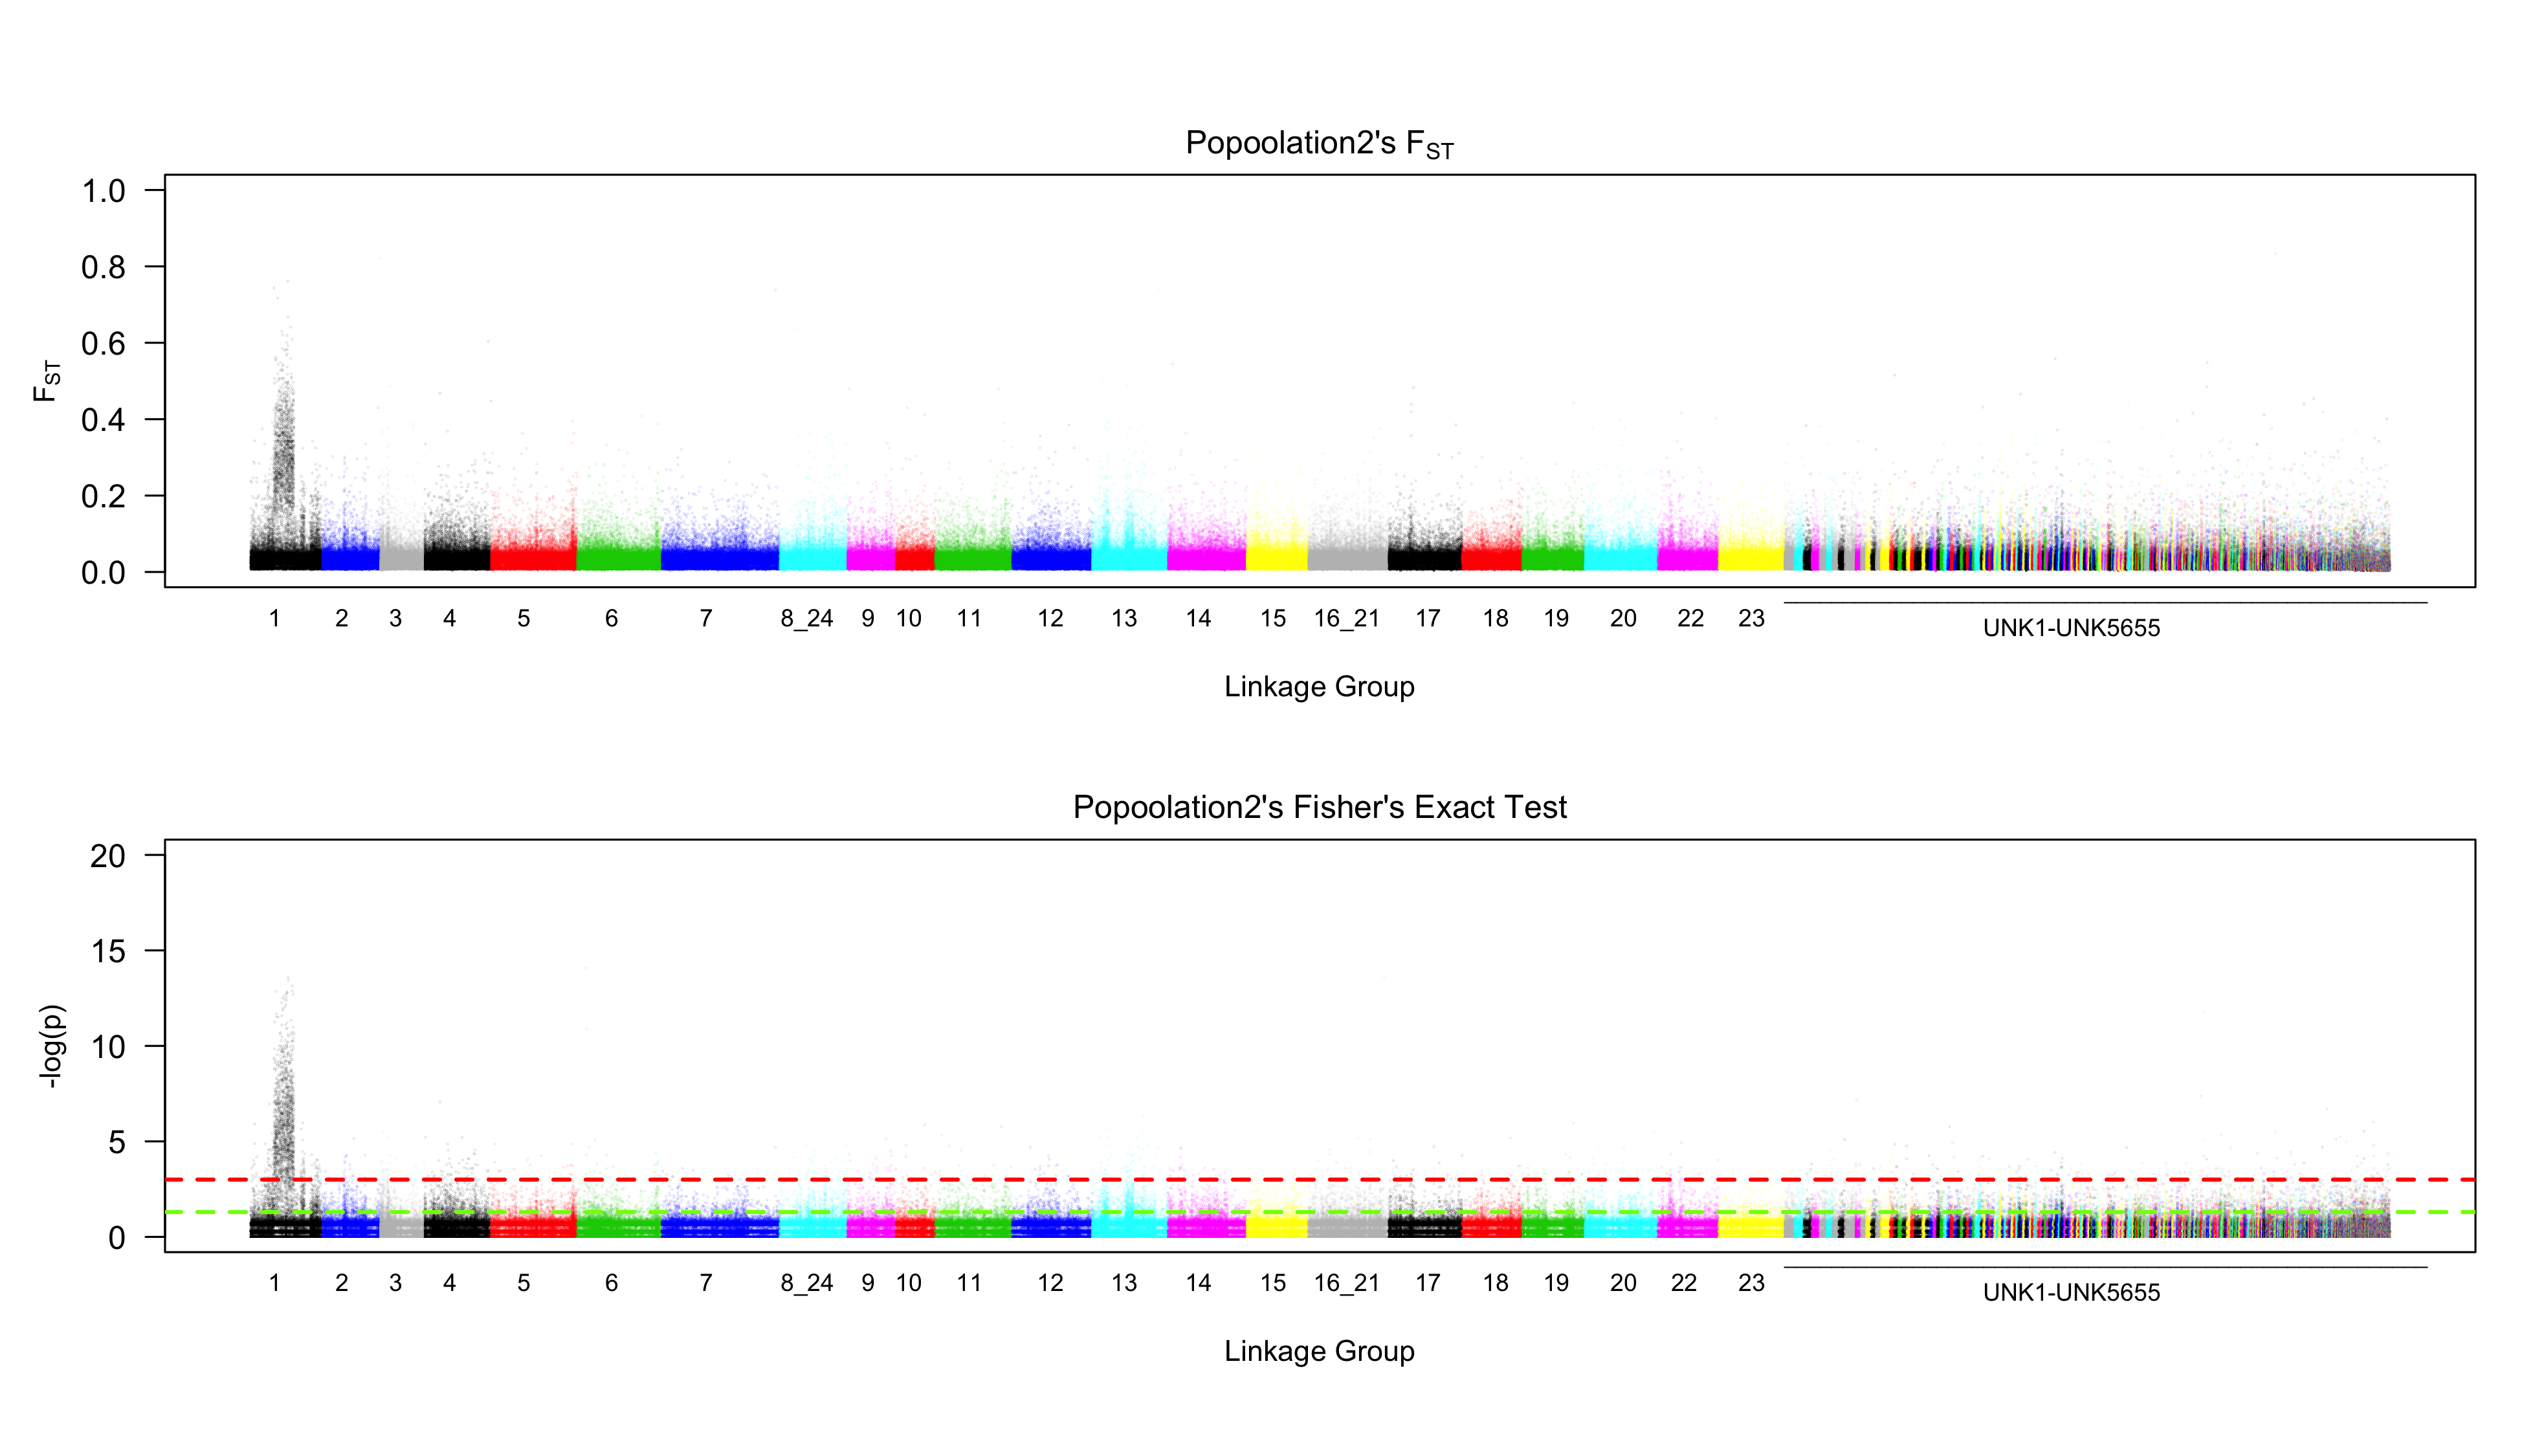 Popoolation2's FST
1.0
0.8
0.6
0.4
0.2
0.0
FST
1 2 3 4 5 6 7 8_24 9 10 11 12 13 14 15 16_21 17 18 19 20 22 23
UNK1-UNK5655
Linkage Group
Popoolation2's Fisher's Exact Test
20
15
10
5
0
-log(p)
1 2 3 4 5 6 7 8_24 9 10 11 12 13 14 15 16_21 17 18 19 20 22 23
UNK1-UNK5655
Linkage Group